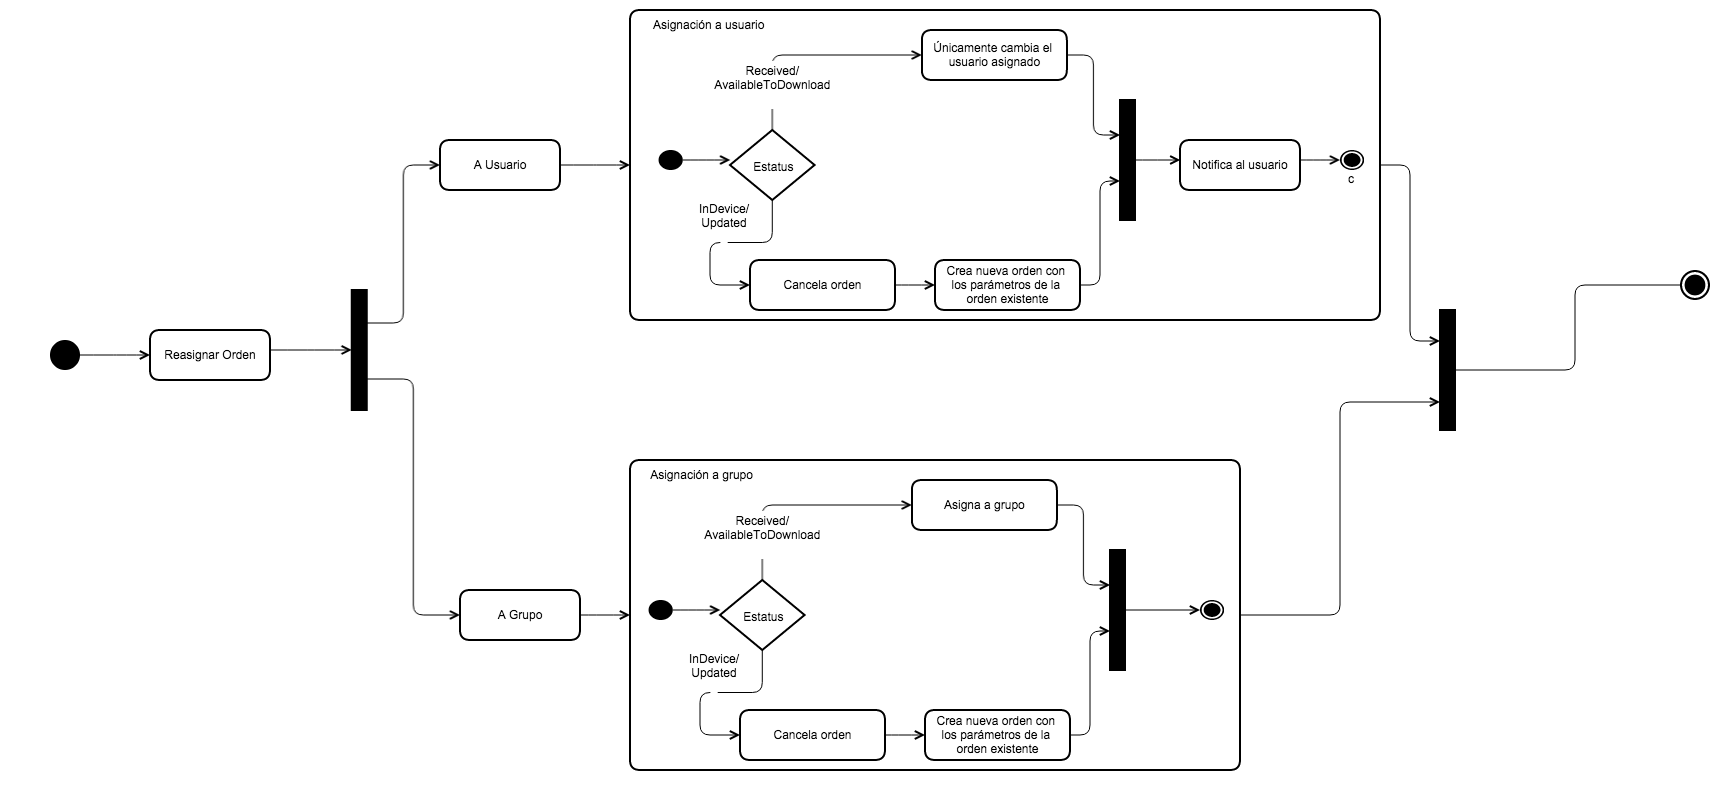 Asignación a usuario
Únicamente cambia el
usuario asignado
Received/
AvailableToDownload
A Usuario
Estatus
Notifica al usuario
c
InDevice/
Updated
Cancela orden
Crea nueva orden con
los parámetros de la
orden existente
Reasignar Orden
Asignación a grupo
Asigna a grupo
Received/
AvailableToDownload
A Grupo
Estatus
InDevice/
Updated
Cancela orden
Crea nueva orden con
los parámetros de la
orden existente